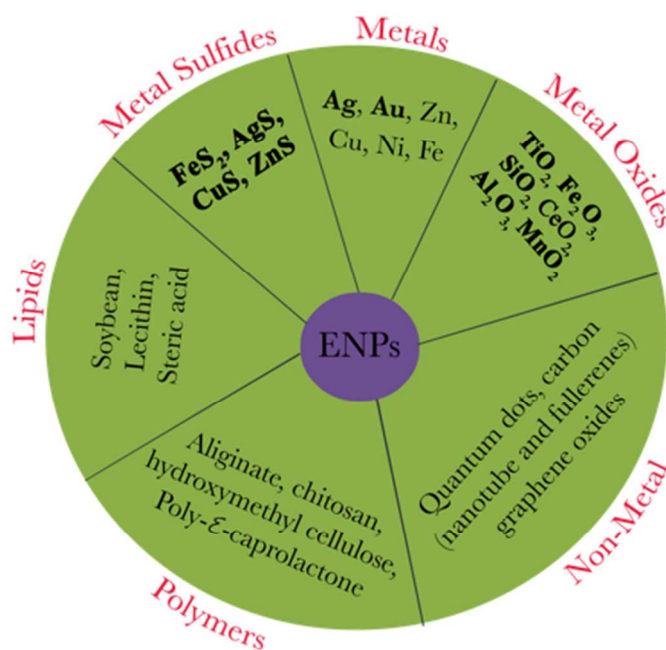 Metals
Ag, Au, Zn,
Cu, Ni, Fe
Metal Oxides
TiO₂, Fe₂O₃,
SiO₂, CeO₂,
Al₂O₃, MnO₂
Non-Metal
Quantum dots, carbon
(nanotube and fullerenes)
graphene oxides
Polymers
Aliginate, chitosan,
hydroxymethyl cellulose,
Poly-Ɛ-caprolactone
Lipids
Soybean,
Lecithin,
Steric acid
Metal Sulfides
FeS₂, AgS,
CuS, ZnS
ENPs